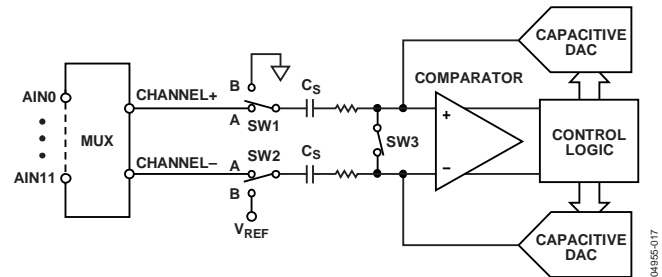 CAPACITIVE
DAC
B
CS
COMPARATOR
AIN0
CHANNEL+
A
SW1
+
MUX
SW3
CONTROL
LOGIC
CHANNEL–
A
SW2
CS
–
AIN11
B
VREF
CAPACITIVE
DAC
04955-017